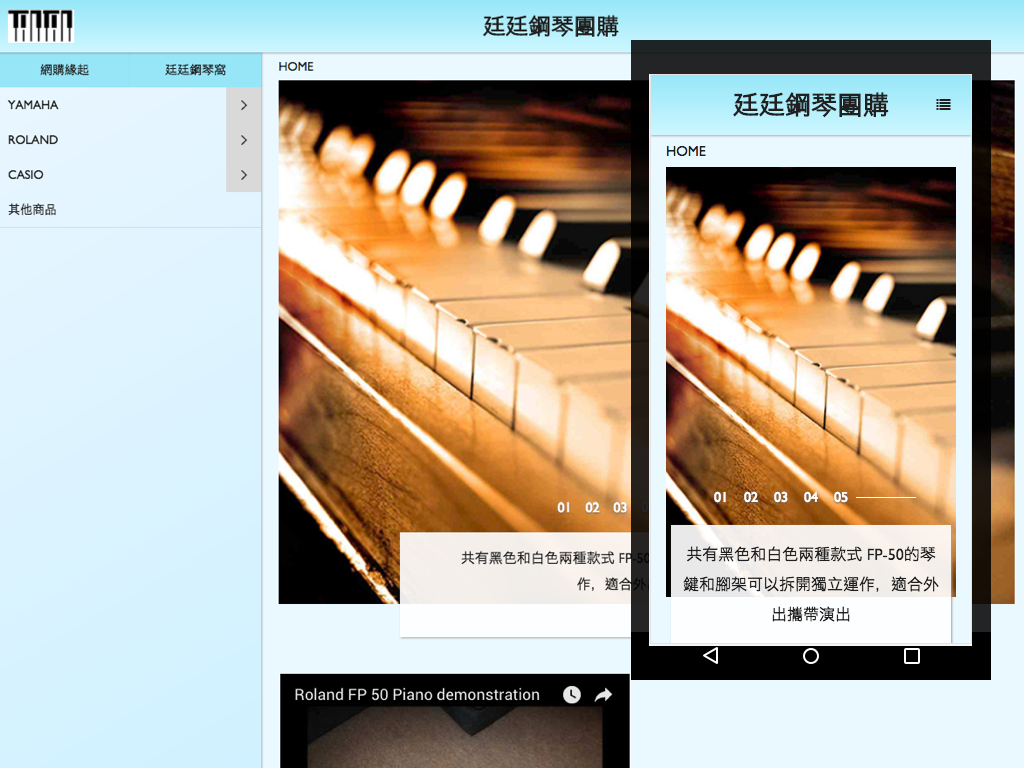 廷廷鋼琴團購
網購緣起
廷廷鋼琴窩
YAMAHA
ROLAND
CASIO
其他商品
HOME
01 02 03
共有黑色和白色兩種款式 FP-50
作，適合外
Roland FP 50 Piano demonstration
廷廷鋼琴團購
HOME
01 02 03 04 05
共有黑色和白色兩種款式 FP-50的琴
鍵和腳架可以拆開獨立運作，適合外
出攜帶演出